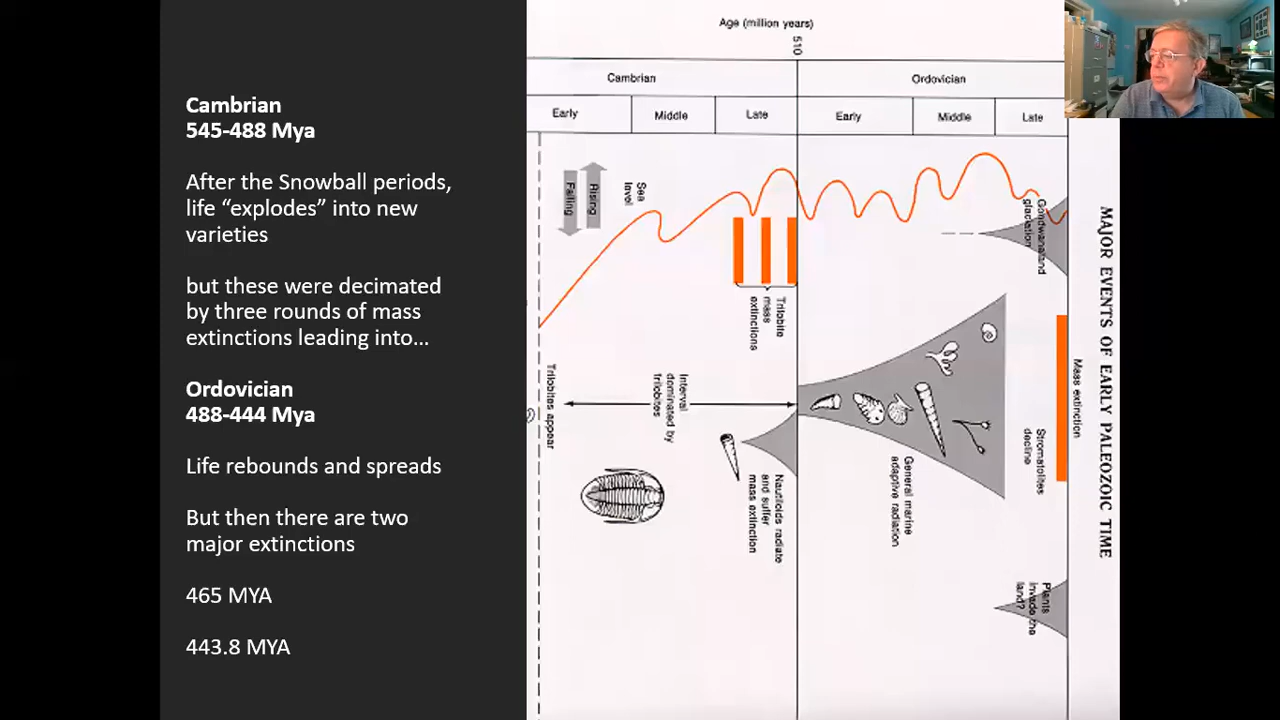 Cambrian
545-488 Mya
After the Snowball periods,
life “explodes” into new
varieties
but these were decimated
by three rounds of mass
extinctions leading into…
Ordovician
488-444 Mya
Life rebounds and spreads
But then there are two
major extinctions
465 MYA
443.8 MYA
Age (million years)
510
Cambrian
Ordovician
Early
Middle
Late
Early
Middle
Late
Falling
Rising
Sea
level
Trilobite
mass
extinctions
Gondwanaland
glaciation
MAJOR EVENTS OF EARLY PALEOZOIC TIME
Mass extinction
Trilobites appear
Interval
dominated by
trilobites
Nautiloids radiate
and suffer
mass extinction
General marine
adaptive radiation
Stromatolites
decline
Plants
invade the
land?